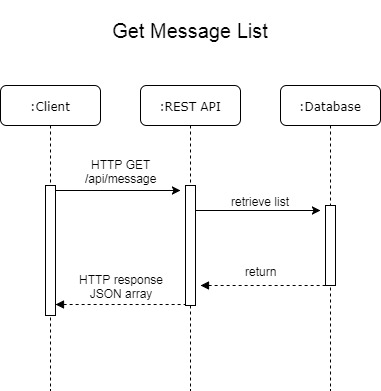 Get Message List
:Client
:REST API
:Database
HTTP GET
/api/message
retrieve list
return
HTTP response
JSON array